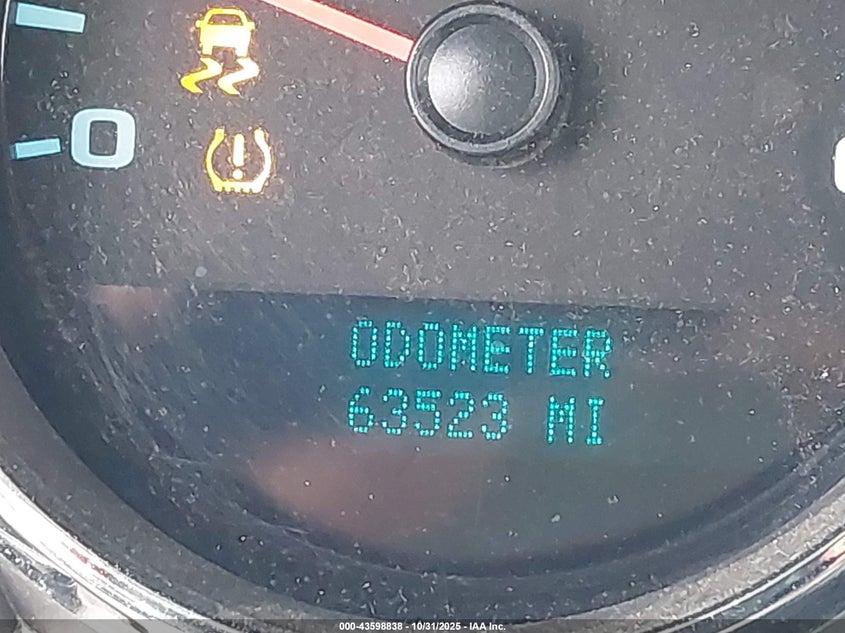 0
ODOMETER
63523 MI
000-43598838 - 10/31/2025 - IAA Inc.